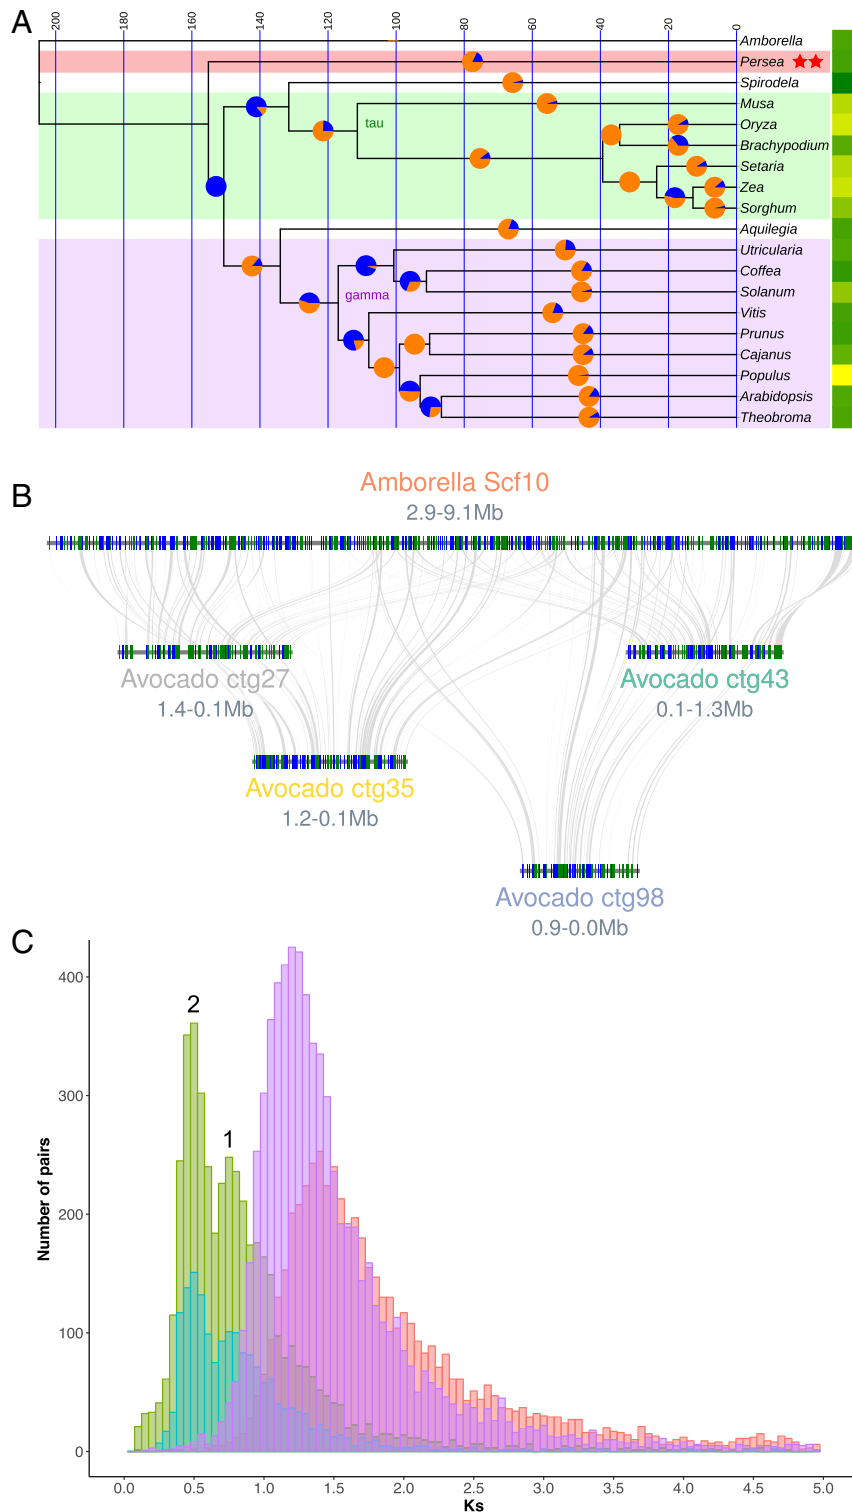 A
200 180 160 140 120 100 80 60 40 20 0
Amborella
Persea
Spirodela
Musa
tau
Oryza
Brachypodium
Setaria
Zea
Sorghum
Aquilegia
Utricularia
Coffea
gamma
Solanum
Vitis
Prunus
Cajanus
Populus
Arabidopsis
Theobroma
B
Amborella Scf10
2.9-9.1Mb
Avocado ctg27
1.4-0.1Mb
Avocado ctg43
0.1-1.3Mb
Avocado ctg35
1.2-0.1Mb
Avocado ctg98
0.9-0.0Mb
C
400
2
300
1
Number of pairs
200
100
0
0.0 0.5 1.0 1.5 2.0 2.5 3.0 3.5 4.0 4.5 5.0
Ks